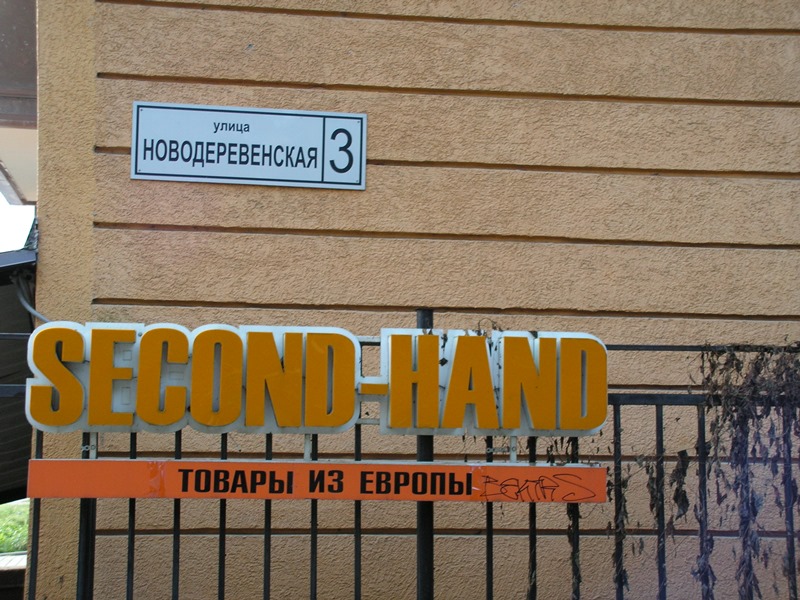 улица
НОВОДЕРЕВЕНСКАЯ 3
SECOND-HAND
ТОВАРЫ ИЗ ЕВРОПЫ